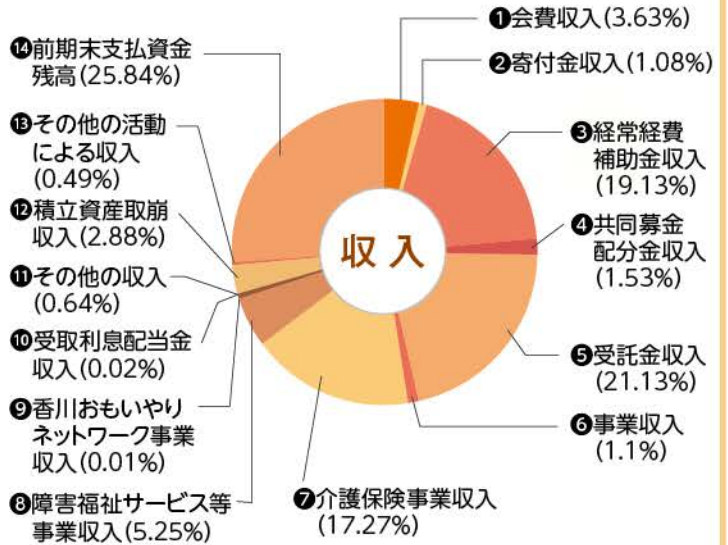 ❶会費収入(3.63%)
❷寄付金収入(1.08%)
❸経常経費
補助金収入
(19.13%)
❹共同募金
配分金収入
(1.53%)
❺受託金収入
(21.13%)
❻事業収入
(1.1%)
❼介護保険事業収入
(17.27%)
❽障害福祉サービス等
事業収入(5.25%)
❾香川おもいやり
ネットワーク事業
収入(0.01%)
❿受取利息配当金
収入(0.02%)
⓫その他の収入
(0.64%)
⓬積立資産取崩
収入(2.88%)
⓭その他の活動
による収入
(0.49%)
⓮前期末支払資金
残高(25.84%)
収入